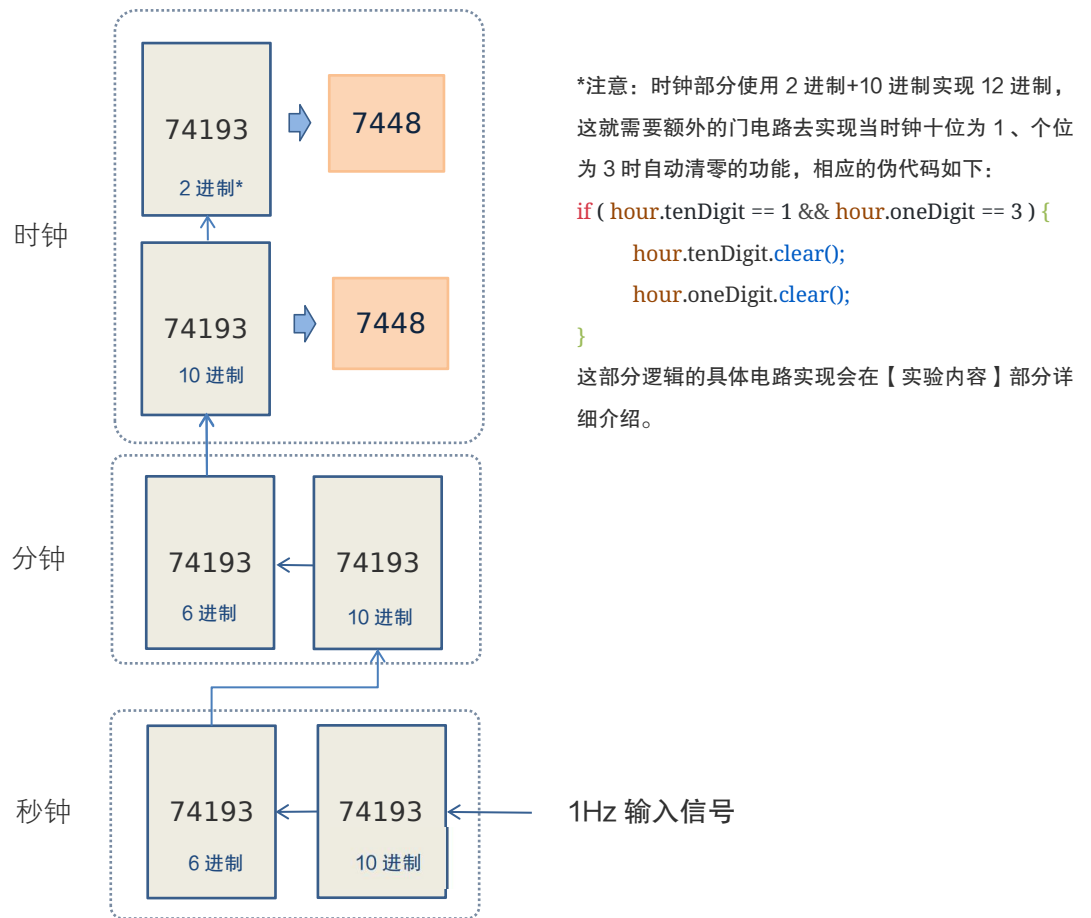 74193
2 进制*
7448
时钟
74193
10 进制
7448
分钟
74193
6 进制
74193
10 进制
秒钟
74193
6 进制
74193
10 进制
1Hz 输入信号
*注意：时钟部分使用 2 进制+10 进制实现 12 进制，
这就需要额外的门电路去实现当时钟十位为 1、个位
为 3 时自动清零的功能，相应的伪代码如下：
if ( hour.tenDigit == 1 && hour.oneDigit == 3 ) {
hour.tenDigit.clear();
hour.oneDigit.clear();
}
这部分逻辑的具体电路实现会在【实验内容】部分详
细介绍。